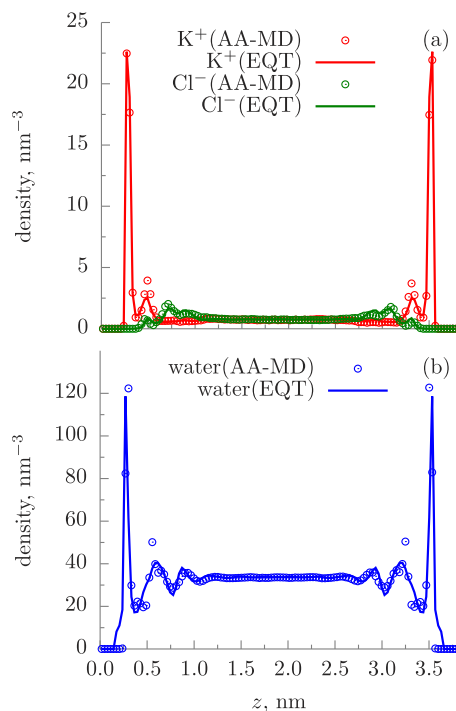 25
20
15
10
5
0
density, nm⁻³
K⁺(AA-MD)
K⁺(EQT)
Cl⁻(AA-MD)
Cl⁻(EQT)
(a)
120
100
80
60
40
20
0
density, nm⁻³
water(AA-MD)
water(EQT)
(b)
0.0 0.5 1.0 1.5 2.0 2.5 3.0 3.5
z, nm